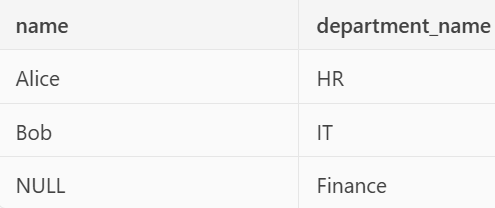 name department_name
Alice HR
Bob IT
NULL Finance